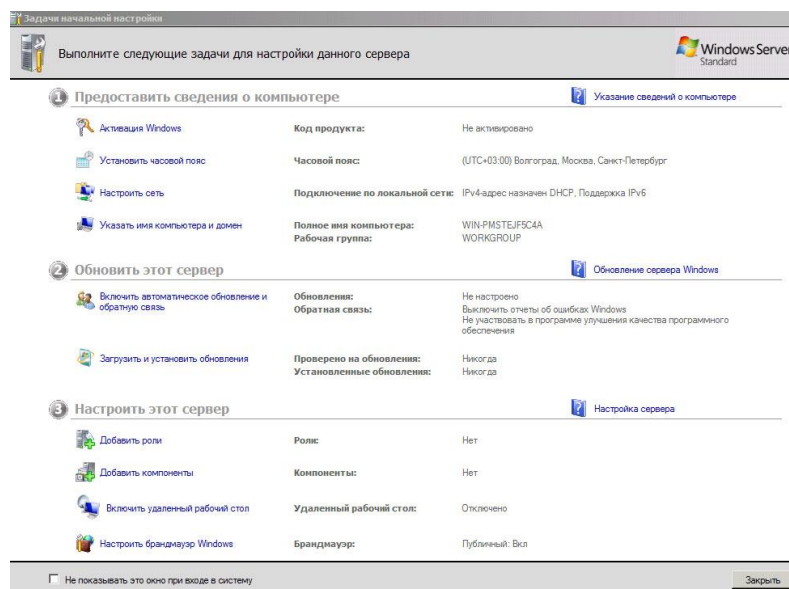 Задачи начальной настройки
Выполните следующие задачи для настройки данного сервера
Windows Server
Standard
1 Предоставить сведения о компьютере
Указание сведений о компьютере
Активация Windows Код продукта: Не активировано
Установить часовой пояс Часовой пояс: (UTC+03:00) Волгоград, Москва, Санкт-Петербург
Настроить сеть Подключение по локальной сети: IPv4-адрес назначен DHCP, Поддержка IPv6
Указать имя компьютера и домен Полное имя компьютера: WIN-PMSTEJF5C4A
Рабочая группа: WORKGROUP
2 Обновить этот сервер
Обновление сервера Windows
Включить автоматическое обновление и Обновления: Не настроено
обратную связь Обратная связь: Выключить отчеты об ошибках Windows
Не участвовать в программе улучшения качества программного
обеспечения
Загрузить и установить обновления Проверено на обновления: Никогда
Установленные обновления: Никогда
3 Настроить этот сервер
Настройка сервера
Добавить роли Роли: Нет
Добавить компоненты Компоненты: Нет
Включить удаленный рабочий стол Удаленный рабочий стол: Отключено
Настроить брандмауэр Windows Брандмауэр: Публичный: Вкл
Не показывать это окно при входе в систему
Закрыть